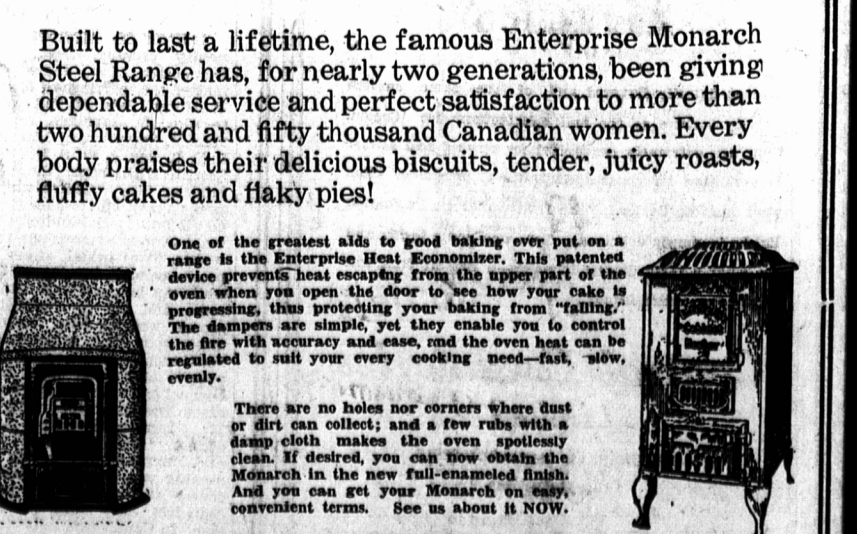 Built to last a lifetime, the famous Enterprise Monarch
Steel Range has, for nearly two generations, been giving
dependable service and perfect satisfaction to more than
two hundred and fifty thousand Canadian women. Every
body praises their delicious biscuits, tender, juicy roasts,
fluffy cakes and flaky pies!
One of the greatest aids to good baking ever put on a
range is the Enterprise Heat Economizer. This patented
device prevents heat escaping from the upper part of the
oven when you open the door to see how your cake is
progressing, thus protecting your baking from "falling."
The dampers are simple, yet they enable you to control
the fire with accuracy and ease, and the oven heat can be
regulated to suit your every cooking need—fast, slow,
evenly.
There are no holes nor corners where dust
or dirt can collect; and a few rubs with a
damp cloth makes the oven spotlessly
clean. If desired, you can now obtain the
Monarch in the new full-enameled finish.
And you can get your Monarch on easy,
convenient terms. See us about it NOW.